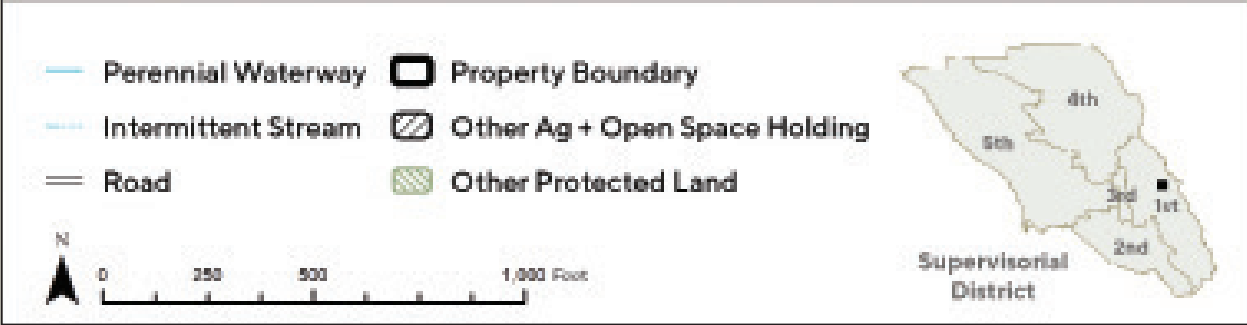 Perennial Waterway
Property Boundary
Intermittent Stream
Other Ag + Open Space Holding
Road
Other Protected Land
N
0 250 500 1,000 Feet
4th
5th
3rd
1st
2nd
Supervisorial
District